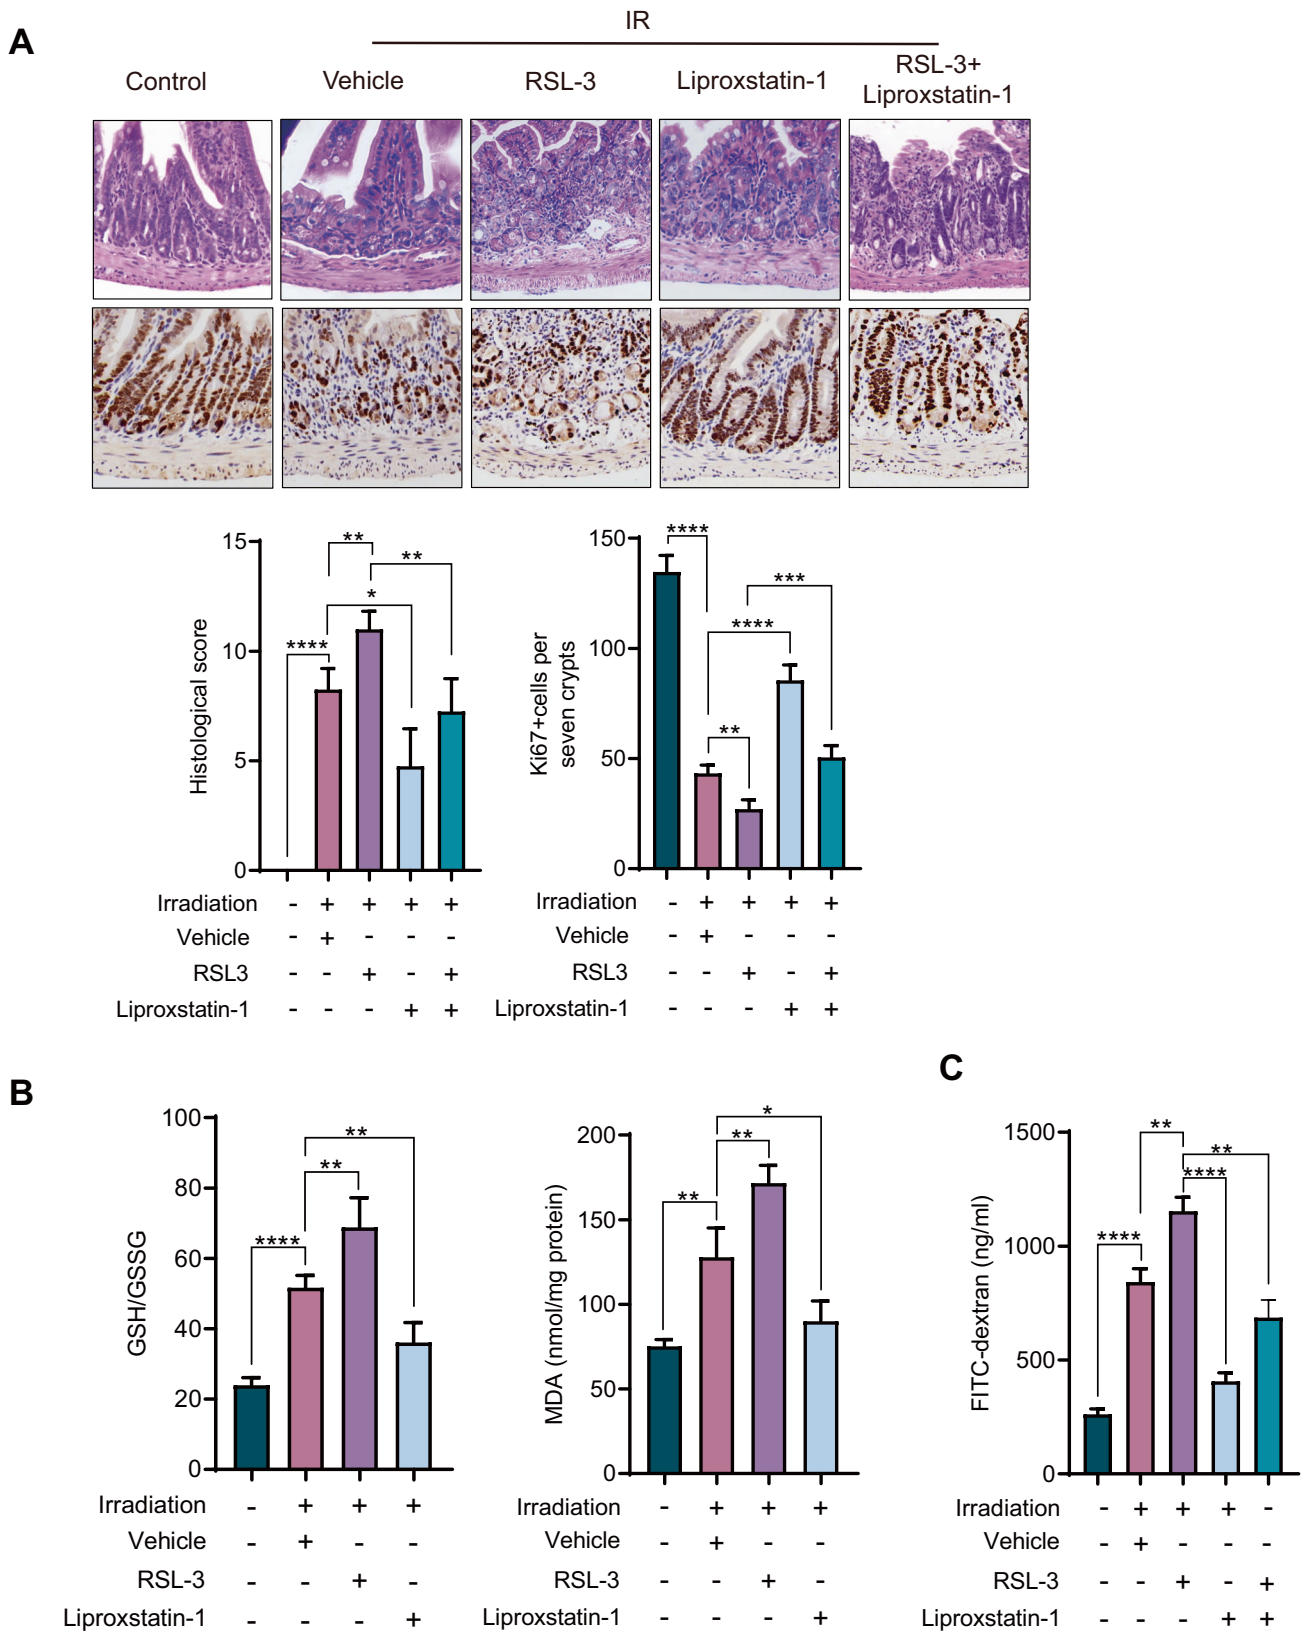 A
IR
Control
Vehicle
RSL-3
Liproxstatin-1
RSL-3+
Liproxstatin-1
Histological score
15
10
5
0
****
**
*
**
Irradiation - + + + +
Vehicle - + - - -
RSL3 - - + - +
Liproxstatin-1 - - - + +
Ki67+cells per
seven crypts
150
100
50
0
****
**
****
***
Irradiation - + + + +
Vehicle - + - - -
RSL3 - - + - +
Liproxstatin-1 - - - + +
B
GSH/GSSG
100
80
60
40
20
0
****
**
**
Irradiation - + + +
Vehicle - + - -
RSL-3 - - + -
Liproxstatin-1 - - - +
MDA (nmol/mg protein)
200
150
100
50
0
**
**
*
Irradiation - + + +
Vehicle - + - -
RSL-3 - - + -
Liproxstatin-1 - - - +
C
FITC-dextran (ng/ml)
1500
1000
500
0
****
**
****
**
Irradiation - + + + -
Vehicle - + - - -
RSL-3 - - + - +
Liproxstatin-1 - - - + +